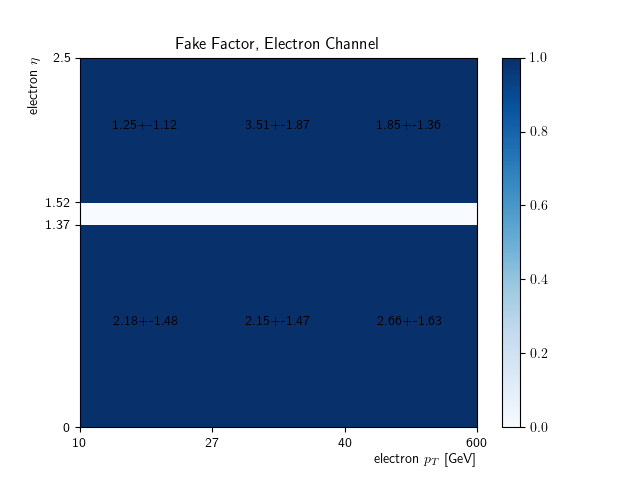 Fake Factor, Electron Channel
electron η
2.5
1.52
1.37
0
1.25+-1.12 3.51+-1.87 1.85+-1.36
2.18+-1.48 2.15+-1.47 2.66+-1.63
10 27 40 600
electron p_T [GeV]
1.0
0.8
0.6
0.4
0.2
0.0